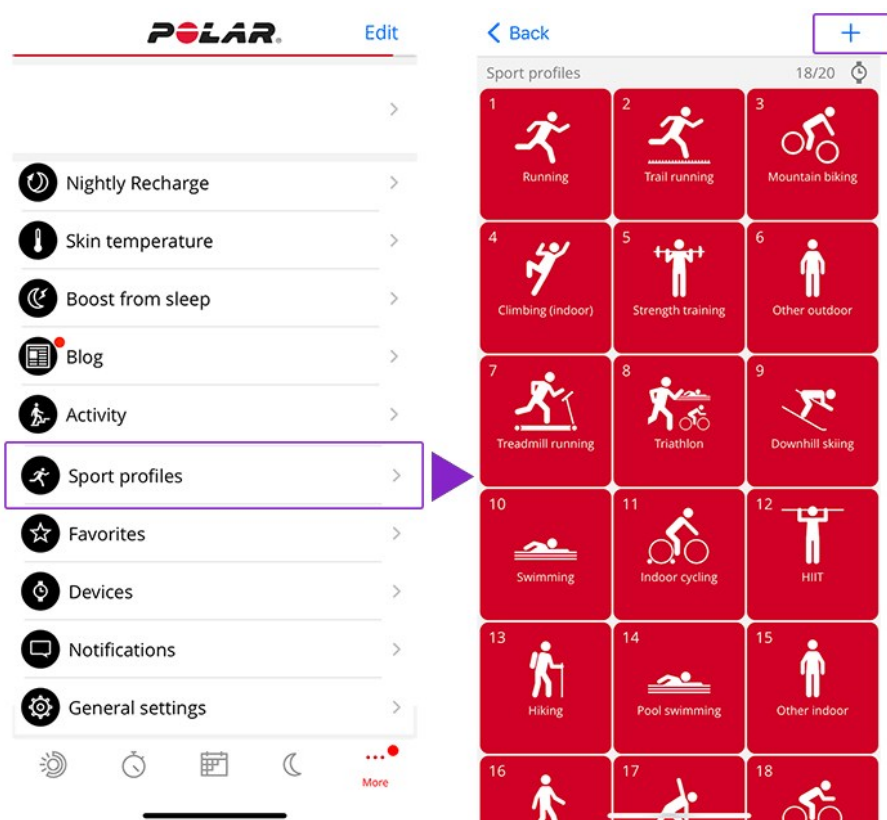 POLAR.
Edit
Nightly Recharge
Skin temperature
Boost from sleep
Blog
Activity
Sport profiles
Favorites
Devices
Notifications
General settings
More
Back
+
Sport profiles
18/20
1
Running
2
Trail running
3
Mountain biking
4
Climbing (indoor)
5
Strength training
6
Other outdoor
7
Treadmill running
8
Triathlon
9
Downhill skiing
10
Swimming
11
Indoor cycling
12
HIIT
13
Hiking
14
Pool swimming
15
Other indoor
16
17
18